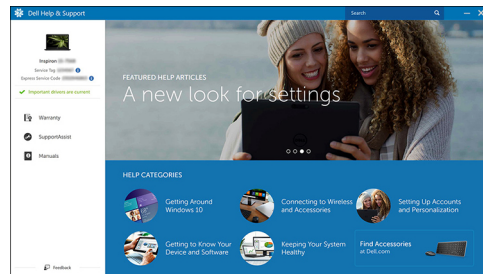 Dell Help & Support
Search
Inspiron
Service Tag
Express Service Code
Important drivers are current
Warranty
SupportAssist
Manuals
Feedback
FEATURED HELP ARTICLES
A new look for settings
HELP CATEGORIES
Getting Around
Windows 10
Connecting to Wireless
and Accessories
Setting Up Accounts
and Personalization
Getting to Know Your
Device and Software
Keeping Your System
Healthy
Find Accessories
at Dell.com